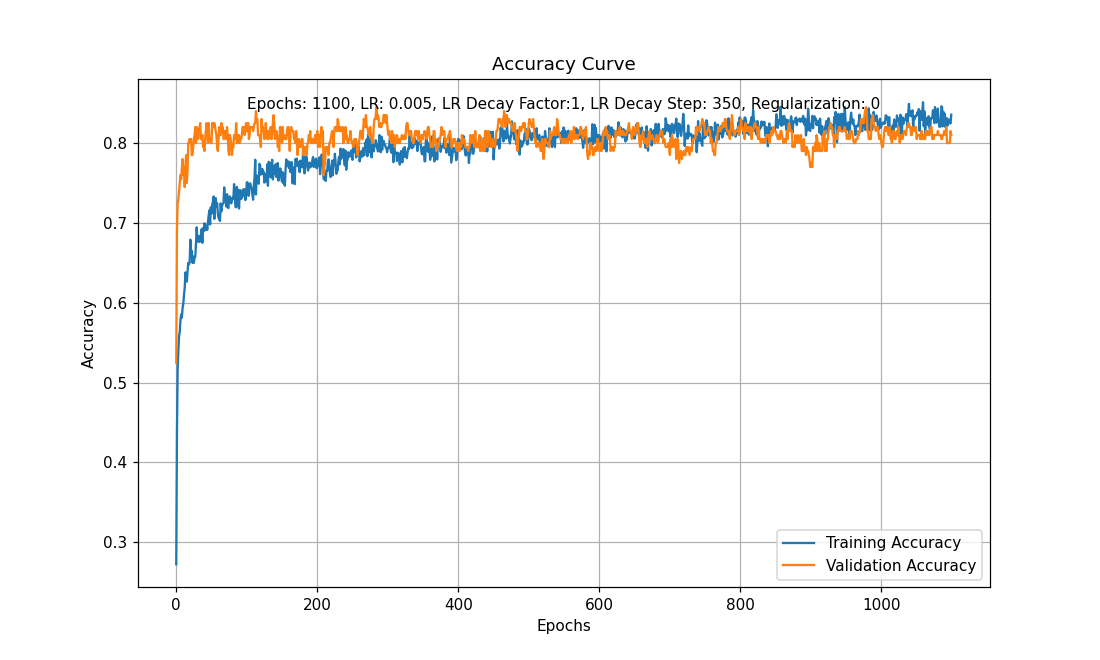 Accuracy Curve
Epochs: 1100, LR: 0.005, LR Decay Factor:1, LR Decay Step: 350, Regularization: 0
Accuracy
0.8
0.7
0.6
0.5
0.4
0.3
Training Accuracy
Validation Accuracy
0 200 400 600 800 1000
Epochs